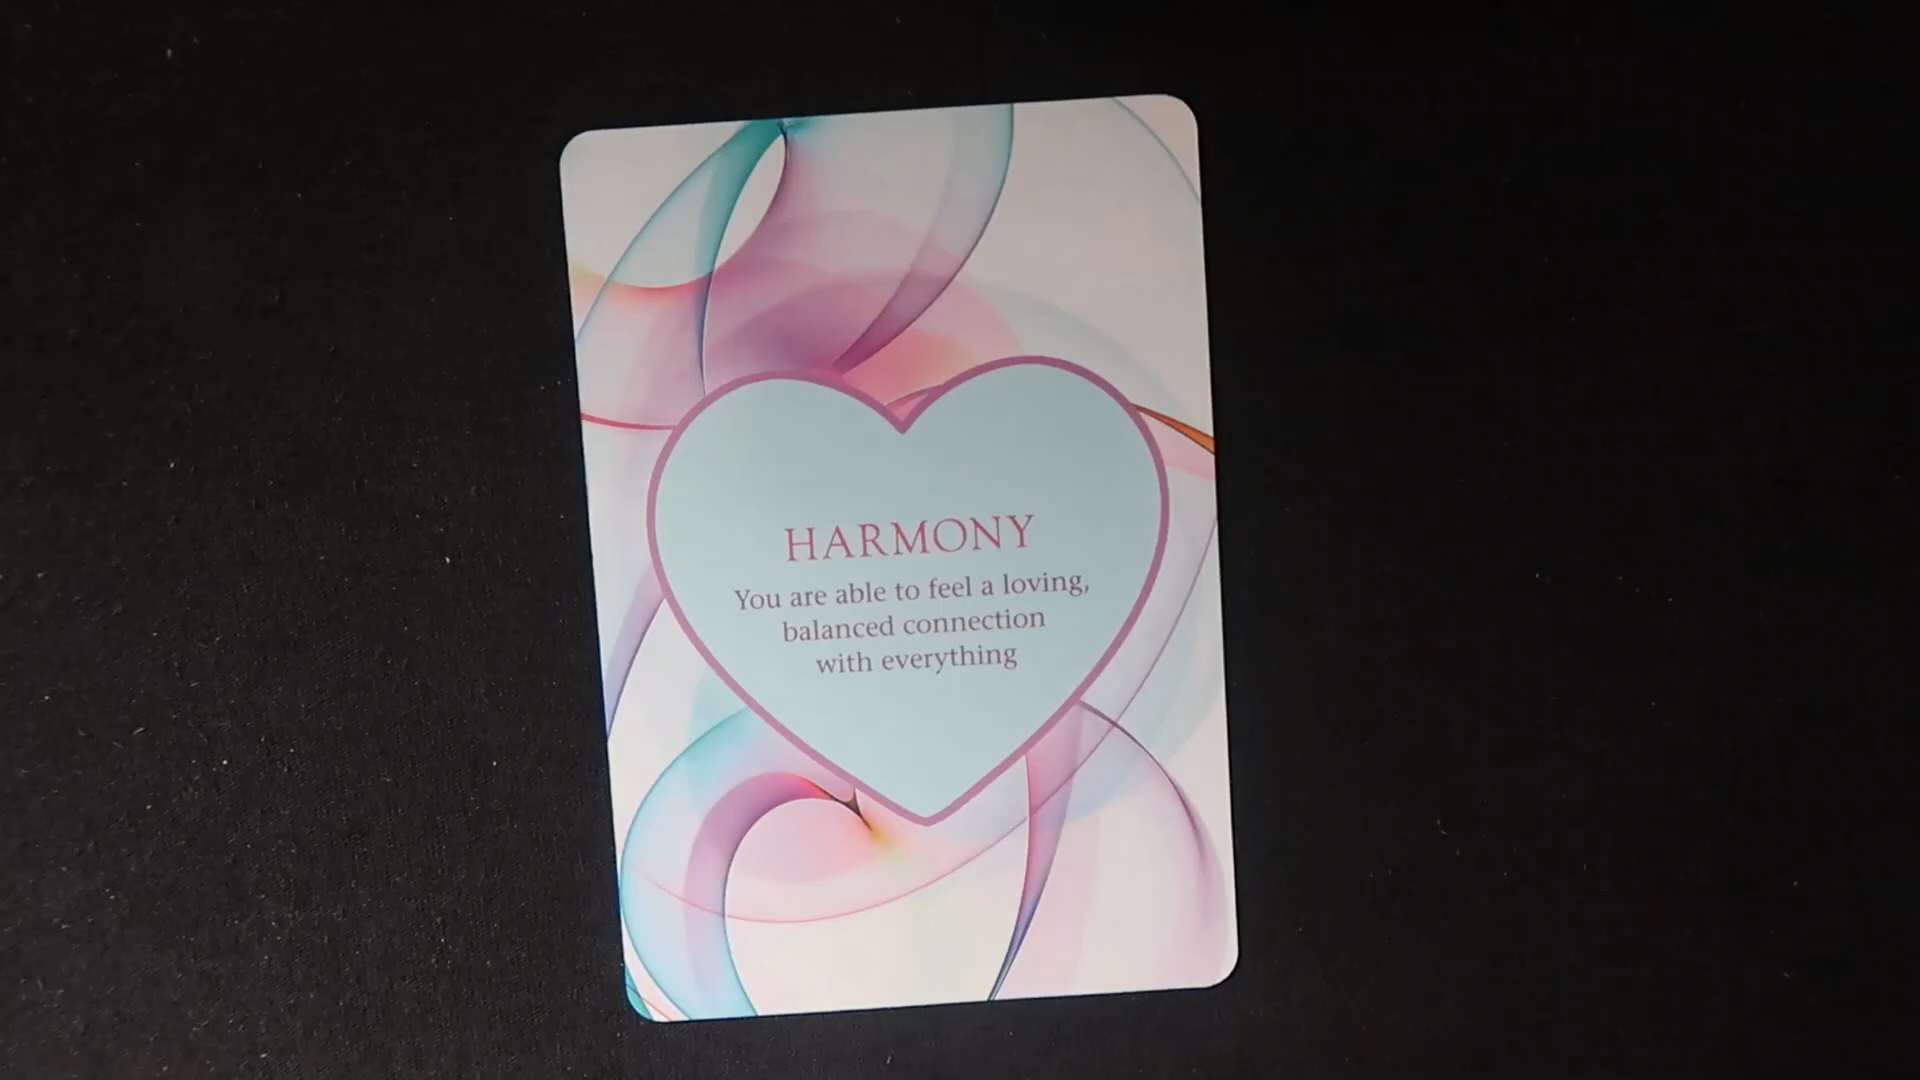 HARMONY
You are able to feel a loving,
balanced connection
with everything